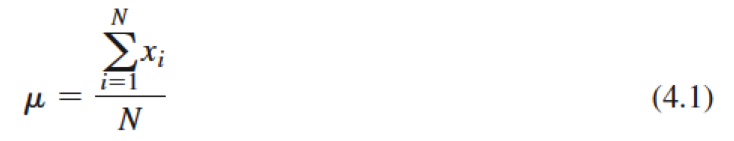 N
∑xᵢ
i=1
μ = ―
N
(4.1)